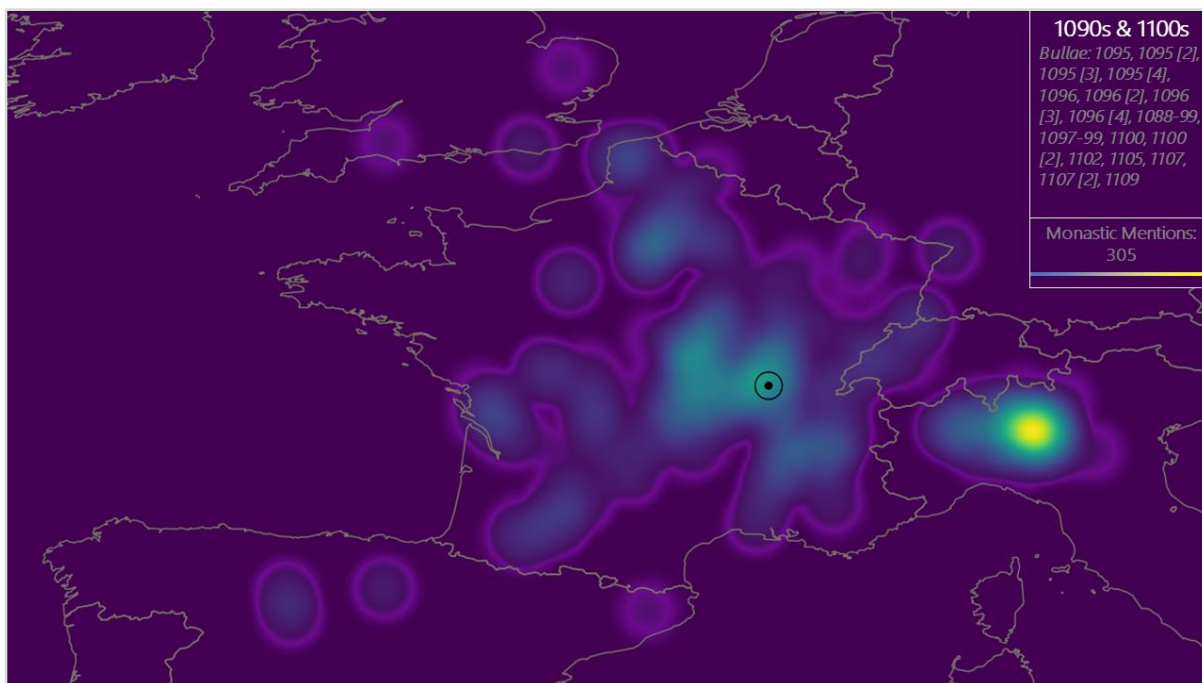 1090s & 1100s
Bullae: 1095, 1095 [2],
1095 [3], 1095 [4],
1096, 1096 [2], 1096
[3], 1096 [4], 1088-99,
1097-99, 1100, 1100
[2], 1102, 1105, 1107,
1107 [2], 1109
Monastic Mentions:
305